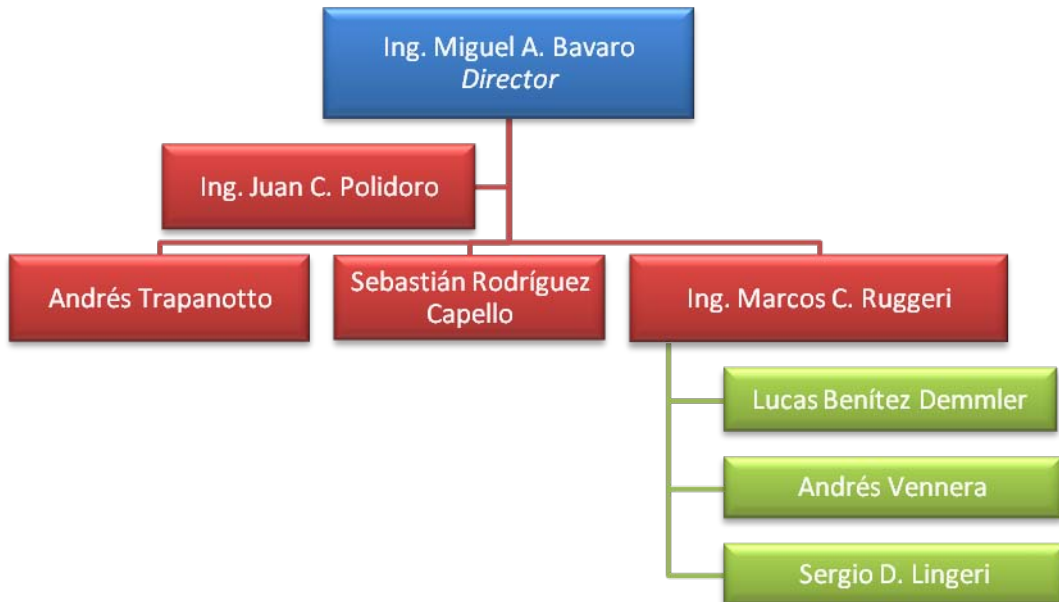 Ing. Miguel A. Bavaro
Director
Ing. Juan C. Polidoro
Andrés Trapanotto
Sebastián Rodríguez
Capello
Ing. Marcos C. Ruggeri
Lucas Benítez Demmler
Andrés Vennera
Sergio D. Lingeri